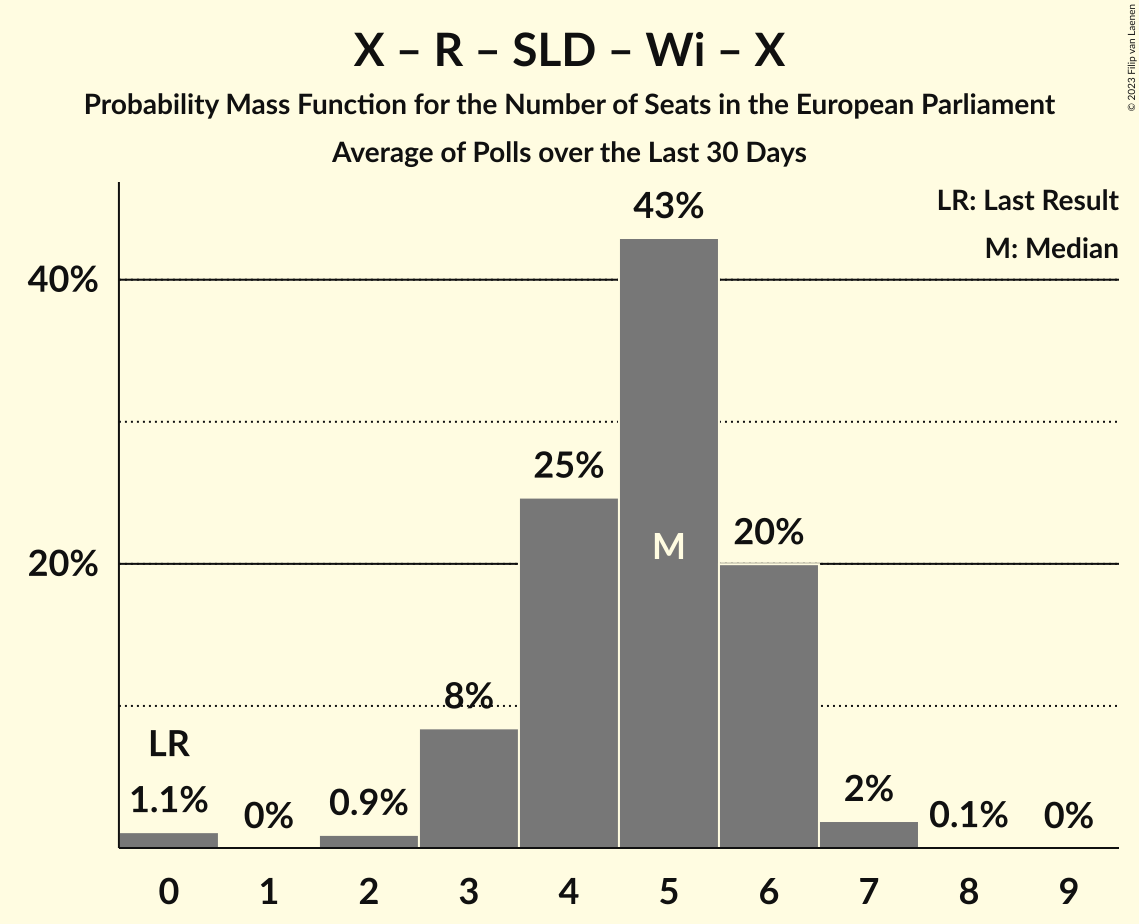 X – R – SLD – Wi – X
Probability Mass Function for the Number of Seats in the European Parliament
Average of Polls over the Last 30 Days
© 2023 Filip van Laenen
LR: Last Result
M: Median
43%
40%
25%
M
20%
20%
8%
LR
1.1%
0%
0.9%
2%
0.1%
0%
0 1 2 3 4 5 6 7 8 9